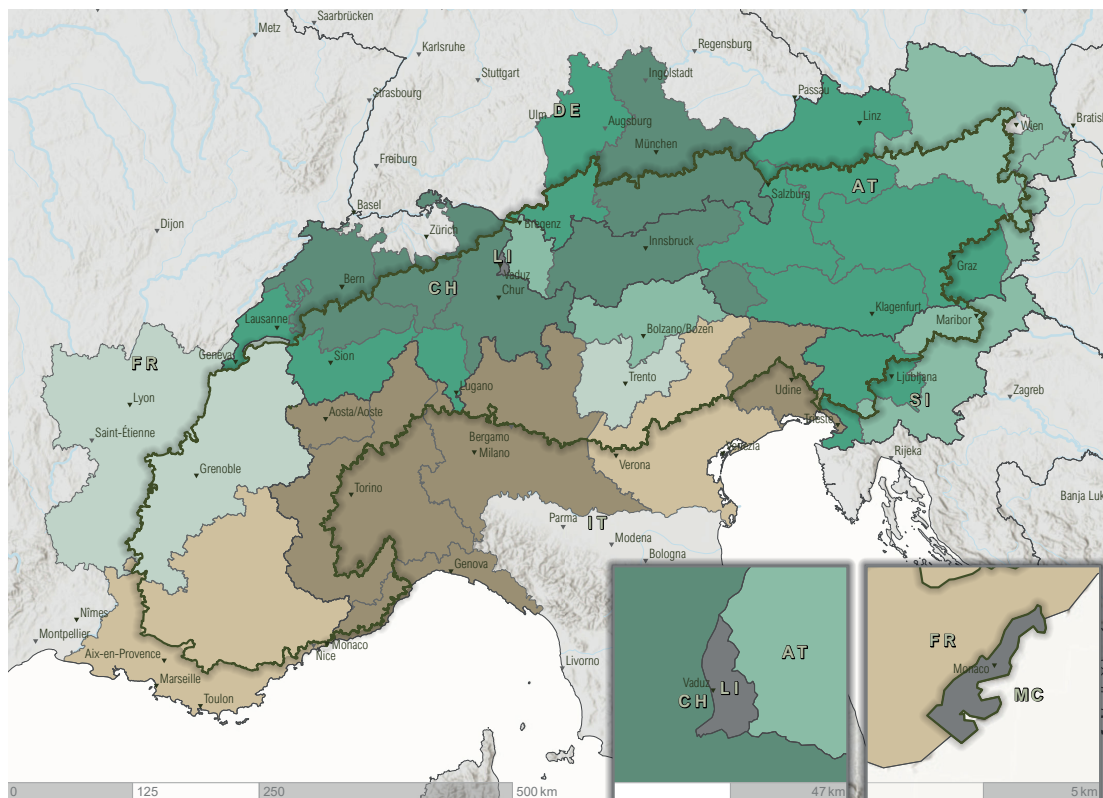 Saarbrücken
Metz
Karlsruhe
Regensburg
Stuttgart
Ingolstadt
Strasbourg
Passau
Ulm
DE
Augsburg
Linz
Wien
Bratis
München
Freiburg
Salzburg
AT
Basel
Dijon
Zürich
Bregenz
Innsbruck
LI
Vaduz
Bern
CH
Chur
Graz
Lausanne
Klagenfurt
Maribor
Bolzano/Bozen
Genève
Sion
FR
Trento
Ljubljana
Lugano
Udine
Zagreb
Lyon
SI
Aosta/Aoste
Trieste
Saint-Étienne
Bergamo
Milano
Venezia
Rijeka
Verona
Grenoble
Torino
Banja Luk
Parma
IT
Modena
Bologna
Genova
Nîmes
Montpellier
Monaco
Nice
Aix-en-Provence
Livorno
Marseille
Toulon
AT
Vaduz
CH
LI
FR
Monaco
MC
0
125
250
500 km
47 km
5 km